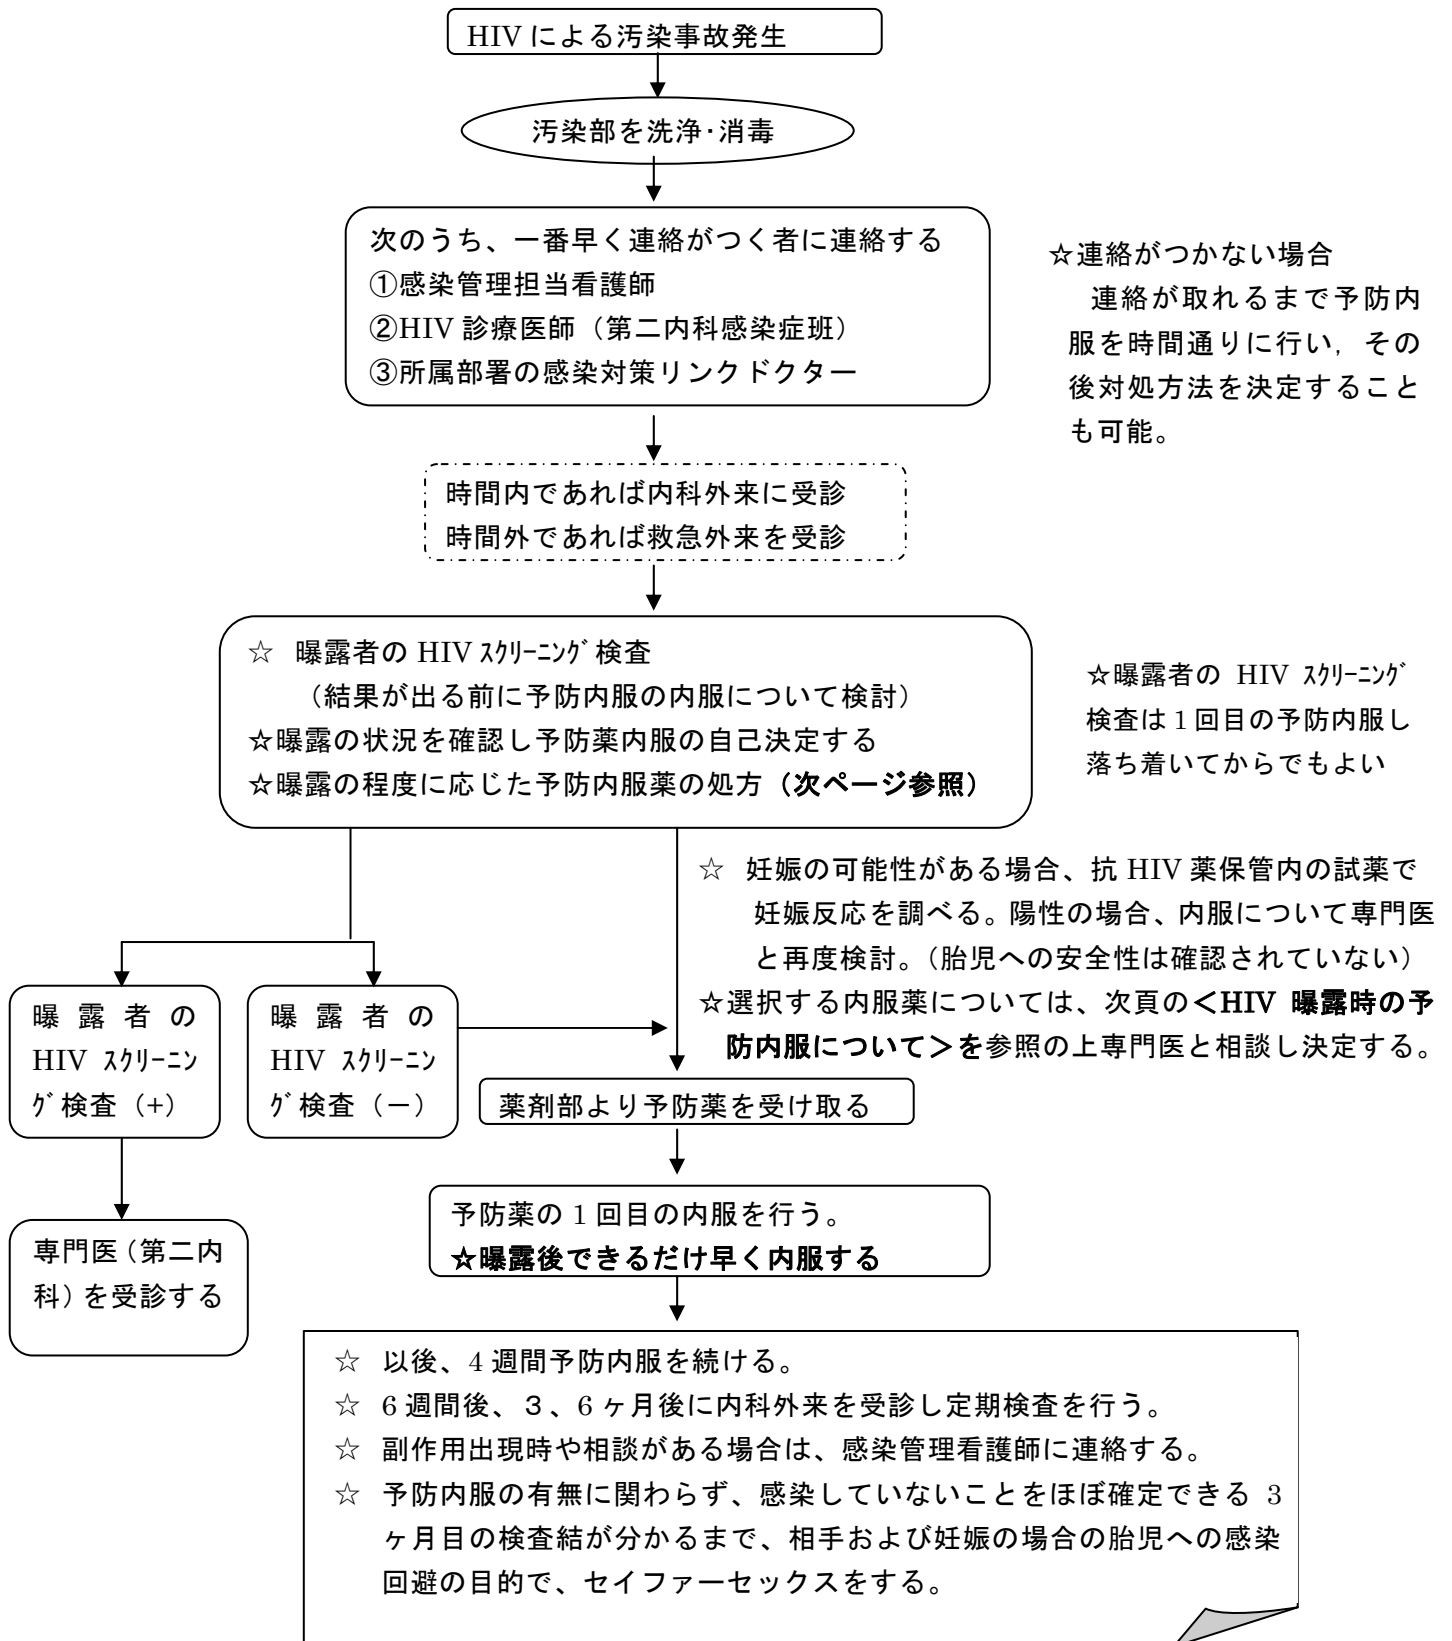 HIVによる汚染事故発生
汚染部を洗浄・消毒
次のうち、一番早く連絡がつく者に連絡する
①感染管理担当看護師
②HIV 診療医師（第二内科感染症班）
③所属部署の感染対策リンクドクター
☆連絡がつかない場合
連絡が取れるまで予防内
服を時間通りに行い，その
後対処方法を決定すること
も可能。
時間内であれば内科外来に受診
時間外であれば救急外来を受診
☆ 曝露者の HIV ｽｸﾘｰﾆﾝｸﾞ検査
（結果が出る前に予防内服の内服について検討）
☆曝露の状況を確認し予防薬内服の自己決定する
☆曝露の程度に応じた予防内服薬の処方（次ページ参照）
☆曝露者の HIV ｽｸﾘｰﾆﾝｸﾞ
検査は1回目の予防内服し
落ち着いてからでもよい
☆ 妊娠の可能性がある場合、抗 HIV 薬保管内の試薬で
妊娠反応を調べる。陽性の場合、内服について専門医
と再度検討。（胎児への安全性は確認されていない）
☆選択する内服薬については、次頁の＜HIV 曝露時の予
防内服について＞を参照の上専門医と相談し決定する。
曝露者の
HIV ｽｸﾘｰﾆﾝ
ｸﾞ検査（+）
曝露者の
HIV ｽｸﾘｰﾆﾝ
ｸﾞ検査（－）
薬剤部より予防薬を受け取る
専門医（第二内
科）を受診する
予防薬の1回目の内服を行う。
☆曝露後できるだけ早く内服する
☆ 以後、4週間予防内服を続ける。
☆ 6週間後、３、6ヶ月後に内科外来を受診し定期検査を行う。
☆ 副作用出現時や相談がある場合は、感染管理看護師に連絡する。
☆ 予防内服の有無に関わらず、感染していないことをほぼ確定できる 3
ヶ月目の検査結が分かるまで、相手および妊娠の場合の胎児への感染
回避の目的で、セイファーセックスをする。